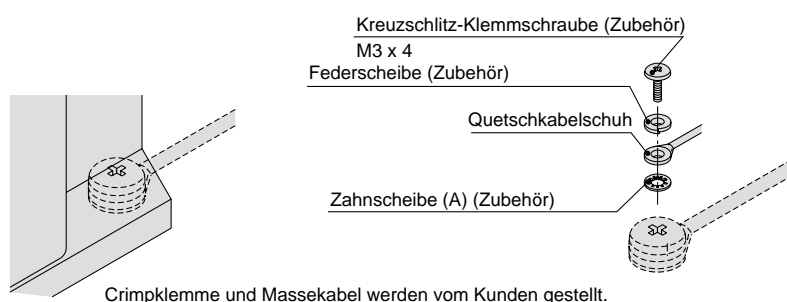 Kreuzschlitz-Klemmschraube (Zubehör)
M3 x 4
Federscheibe (Zubehör)
Quetschkabelschuh
Zahnscheibe (A) (Zubehör)
Crimpklemme und Massekabel werden vom Kunden gestellt.